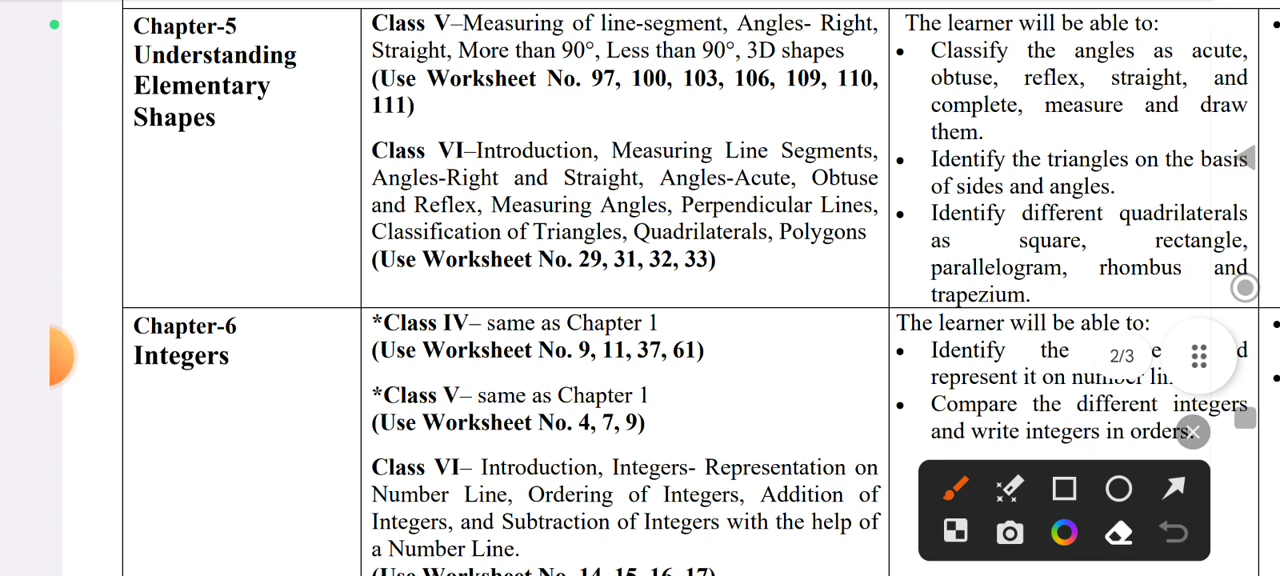 Chapter-5
Understanding
Elementary
Shapes
Class V–Measuring of line-segment, Angles- Right,
Straight, More than 90°, Less than 90°, 3D shapes
(Use Worksheet No. 97, 100, 103, 106, 109, 110,
111)
Class VI–Introduction, Measuring Line Segments,
Angles-Right and Straight, Angles-Acute, Obtuse
and Reflex, Measuring Angles, Perpendicular Lines,
Classification of Triangles, Quadrilaterals, Polygons
(Use Worksheet No. 29, 31, 32, 33)
The learner will be able to:
• Classify the angles as acute,
obtuse, reflex, straight, and
complete, measure and draw
them.
• Identify the triangles on the basis
of sides and angles.
• Identify different quadrilaterals
as square, rectangle,
parallelogram, rhombus and
trapezium.
Chapter-6
Integers
*Class IV– same as Chapter 1
(Use Worksheet No. 9, 11, 37, 61)
*Class V– same as Chapter 1
(Use Worksheet No. 4, 7, 9)
Class VI– Introduction, Integers- Representation on
Number Line, Ordering of Integers, Addition of
Integers, and Subtraction of Integers with the help of
a Number Line.
(Use Worksheet No. 14, 15, 16, 17)
The learner will be able to:
• Identify the
represent it on number
• Compare the different integers
and write integers in orders.
2/3